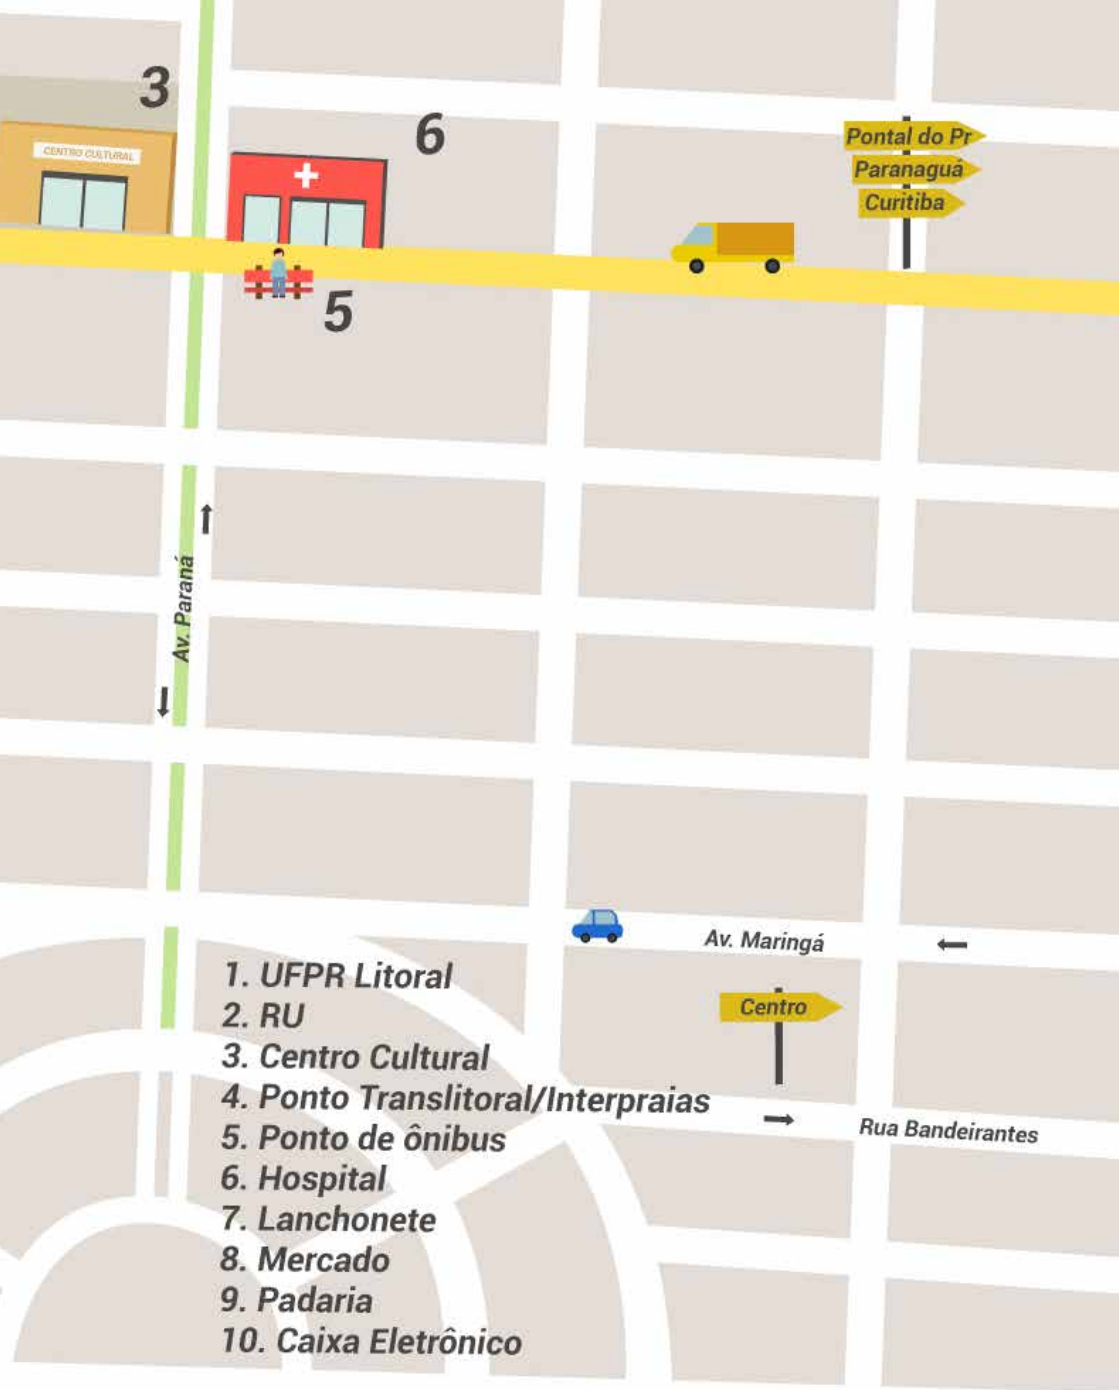 3
CENTRO CULTURAL
6
Pontal do Pr
Paranaguá
Curitiba
5
Av. Paraná
Av. Maringá
Centro
Rua Bandeirantes
1. UFPR Litoral
2. RU
3. Centro Cultural
4. Ponto Translitoral/Interpraias
5. Ponto de ônibus
6. Hospital
7. Lanchonete
8. Mercado
9. Padaria
10. Caixa Eletrônico